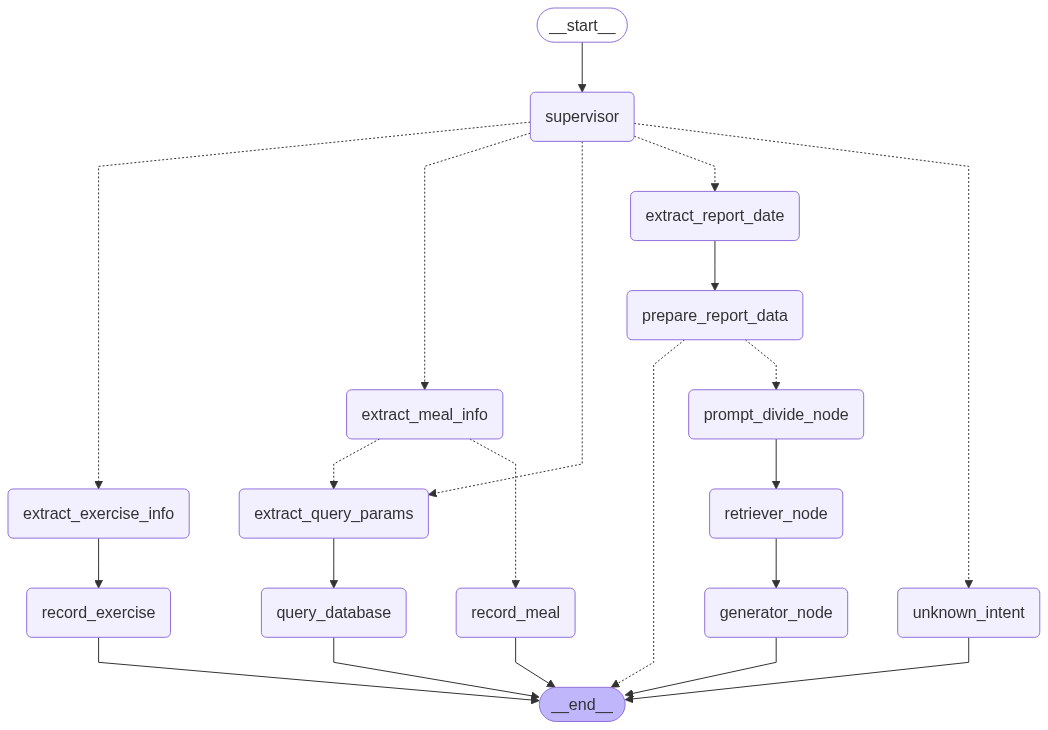 __start__
supervisor
extract_report_date
prepare_report_data
extract_meal_info
prompt_divide_node
extract_exercise_info
extract_query_params
retriever_node
record_exercise
query_database
record_meal
generator_node
unknown_intent
__end__